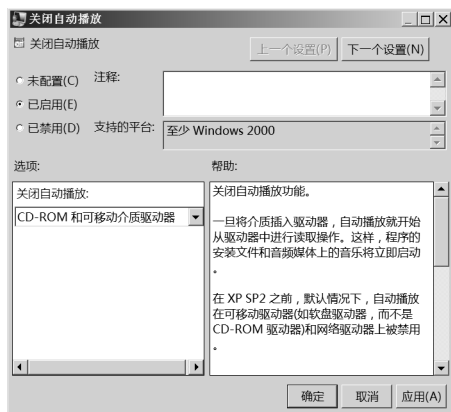 关闭自动播放
关闭自动播放
上一个设置(P)
下一个设置(N)
未配置(C)
注释:
已启用(E)
已禁用(D)
支持的平台:
至少 Windows 2000
选项:
帮助:
关闭自动播放:
CD-ROM 和可移动介质驱动器
关闭自动播放功能。
一旦将介质插入驱动器，自动播放就开始
从驱动器中进行读取操作。这样，程序的
安装文件和音频媒体上的音乐将立即启动
。
在 XP SP2 之前，默认情况下，自动播放
在可移动驱动器(如软盘驱动器，而不是
CD-ROM 驱动器)和网络驱动器上被禁用
。
确定
取消
应用(A)